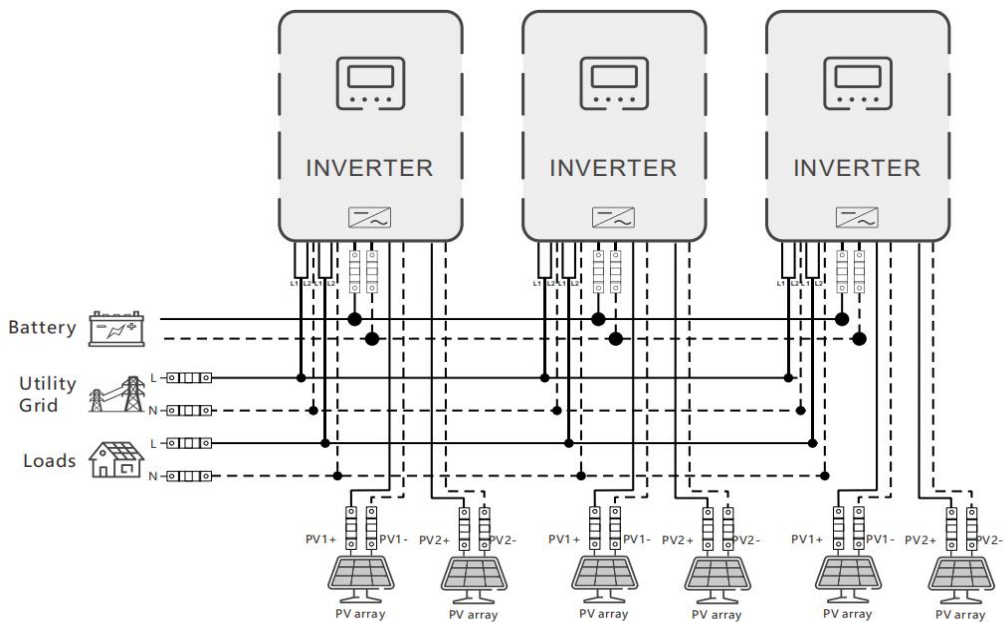 INVERTER
INVERTER
INVERTER
L1 L2 L1 L2
L1 L2 L1 L2
L1 L2 L1 L2
Battery
Utility
Grid
L
N
Loads
L
N
PV1+ PV1- PV2+ PV2-
PV1+ PV1- PV2+ PV2-
PV1+ PV1- PV2+ PV2-
PV array
PV array
PV array
PV array
PV array
PV array